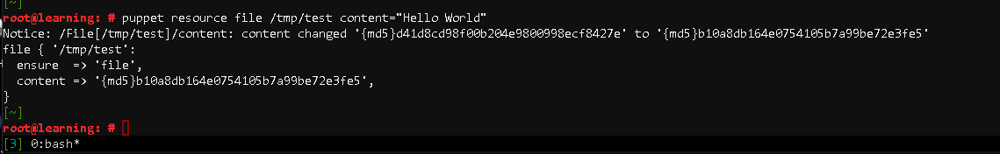 [~]
root@learning: # puppet resource file /tmp/test content="Hello World"
Notice: /File[/tmp/test]/content: content changed '{md5}d41d8cd98f00b204e9800998ecf8427e' to '{md5}b10a8db164e0754105b7a99be72e3fe5'
file { '/tmp/test':
  ensure  => 'file',
  content => '{md5}b10a8db164e0754105b7a99be72e3fe5',
}
[~]
root@learning: #
[3] 0:bash*